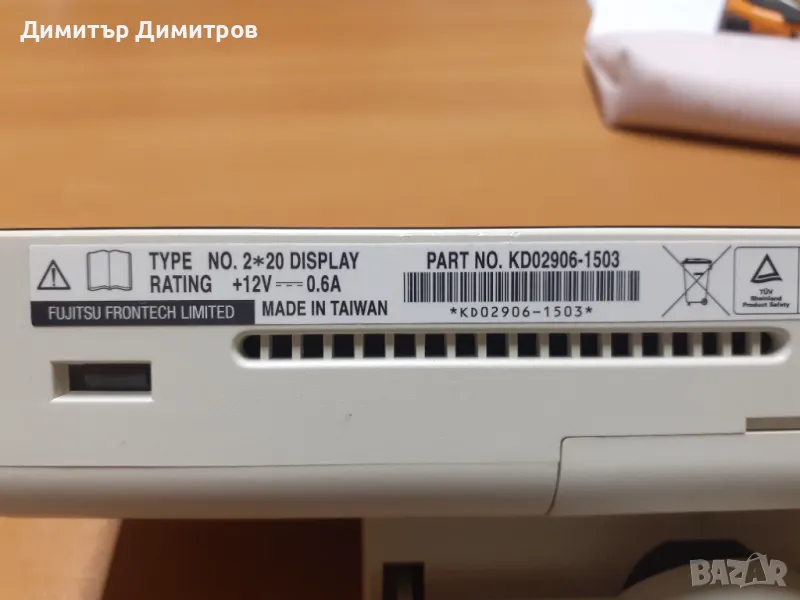 Димитър Димитров
TYPE NO. 2*20 DISPLAY
RATING +12V 0.6A
FUJITSU FRONTECH LIMITED
MADE IN TAIWAN
PART NO. KD02906-1503
*KD02906-1503*
TÜV
Rheinland
Product Safety
BAZAR